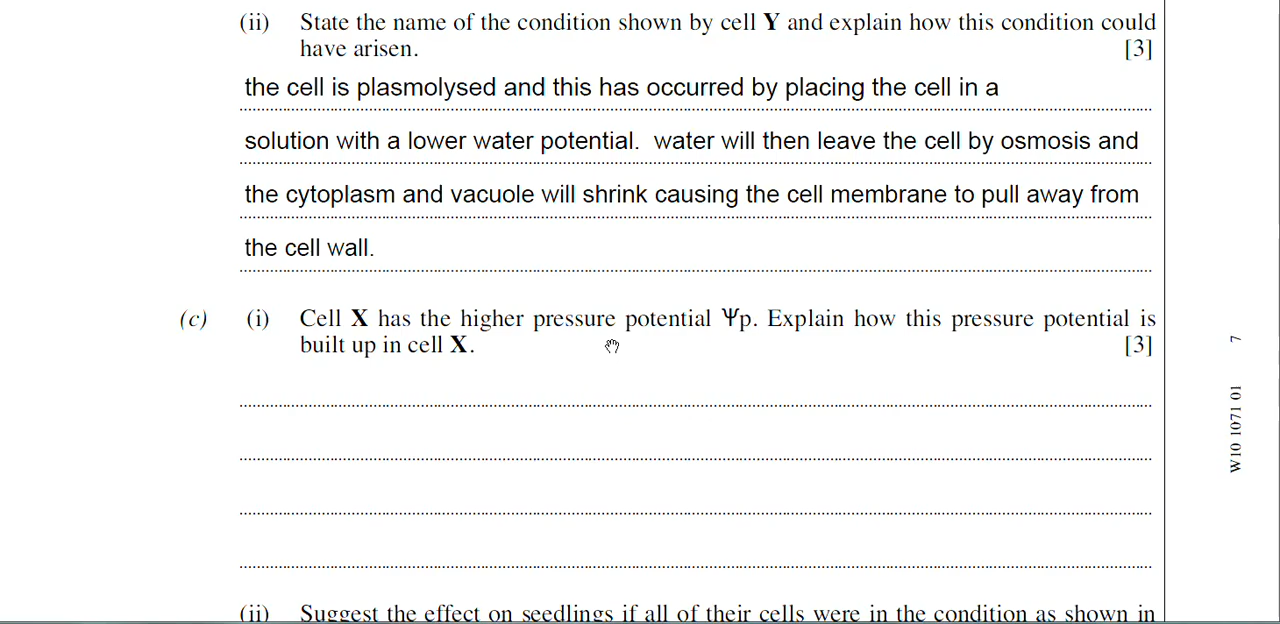 (ii) State the name of the condition shown by cell Y and explain how this condition could
have arisen. [3]
the cell is plasmolysed and this has occurred by placing the cell in a
solution with a lower water potential. water will then leave the cell by osmosis and
the cytoplasm and vacuole will shrink causing the cell membrane to pull away from
the cell wall.
(c) (i) Cell X has the higher pressure potential Ψp. Explain how this pressure potential is
built up in cell X. [3]
(ii) Suggest the effect on seedlings if all of their cells were in the condition as shown in
7
W10 1071 01